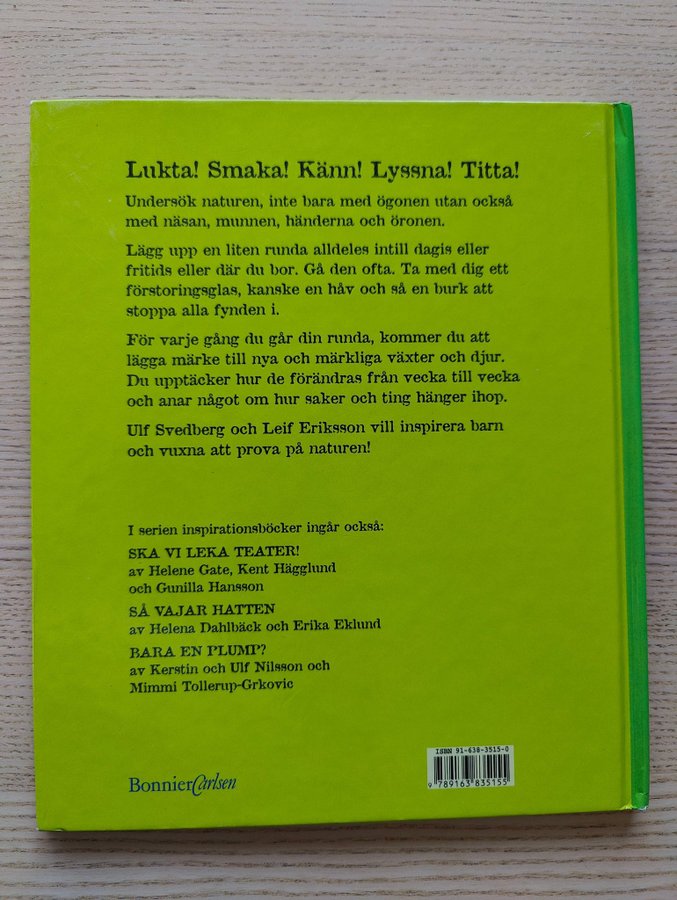 Lukta! Smaka! Känn! Lyssna! Titta!
Undersök naturen, inte bara med ögonen utan också
med näsan, munnen, händerna och öronen.
Lägg upp en liten runda alldeles intill dagis eller
fritids eller där du bor. Gå den ofta. Ta med dig ett
förstoringsglas, kanske en håv och så en burk att
stoppa alla fynden i.
För varje gång du går din runda, kommer du att
lägga märke till nya och märkliga växter och djur.
Du upptäcker hur de förändras från vecka till vecka
och anar något om hur saker och ting hänger ihop.
Ulf Svedberg och Leif Eriksson vill inspirera barn
och vuxna att prova på naturen!
I serien inspirationsböcker ingår också:
SKA VI LEKA TEATER!
av Helene Gate, Kent Hägglund
och Gunilla Hansson
SÅ VAJAR HATTEN
av Helena Dahlbäck och Erika Eklund
BARA EN PLUMP?
av Kerstin och Ulf Nilsson och
Mimmi Tollerup-Grkovic
ISBN 91-638-3515-0
9 789163 835155
BonnierCarlsen